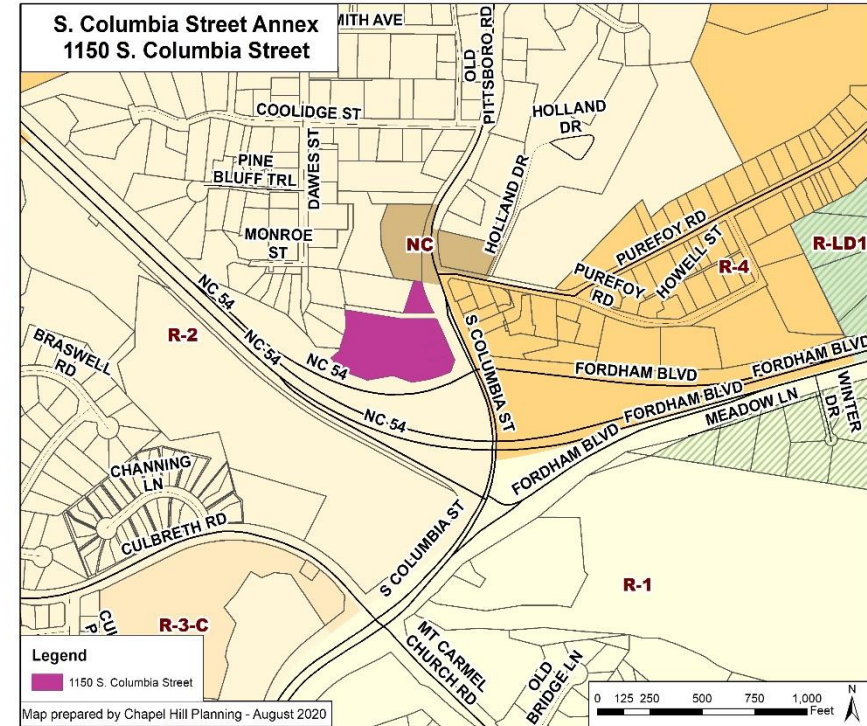 S. Columbia Street Annex
1150 S. Columbia Street
MITH AVE
OLD
PITTSBORO RD
COOLIDGE ST
HOLLAND
DR
PINE
BLUFF TRL
DAWES ST
HOLLAND DR
MONROE
ST
NC
PUREFOY RD
HOWELL ST
R-LD1
R-4
PUREFOY
RD
NC 54
R-2
NC 54
NC 54
S COLUMBIA ST
FORDHAM BLVD
FORDHAM BLVD
BRASWELL
RD
NC 54
FORDHAM BLVD
MEADOW LN
WINTER
DR
FORDHAM BLVD
CHANNING
LN
CULBRETH RD
S COLUMBIA ST
R-1
R-3-C
MT CARMEL
CHURCH RD
OLD
BRIDGE LN
Legend
1150 S. Columbia Street
0 125 250 500 750 1,000
Feet
N
Map prepared by Chapel Hill Planning - August 2020